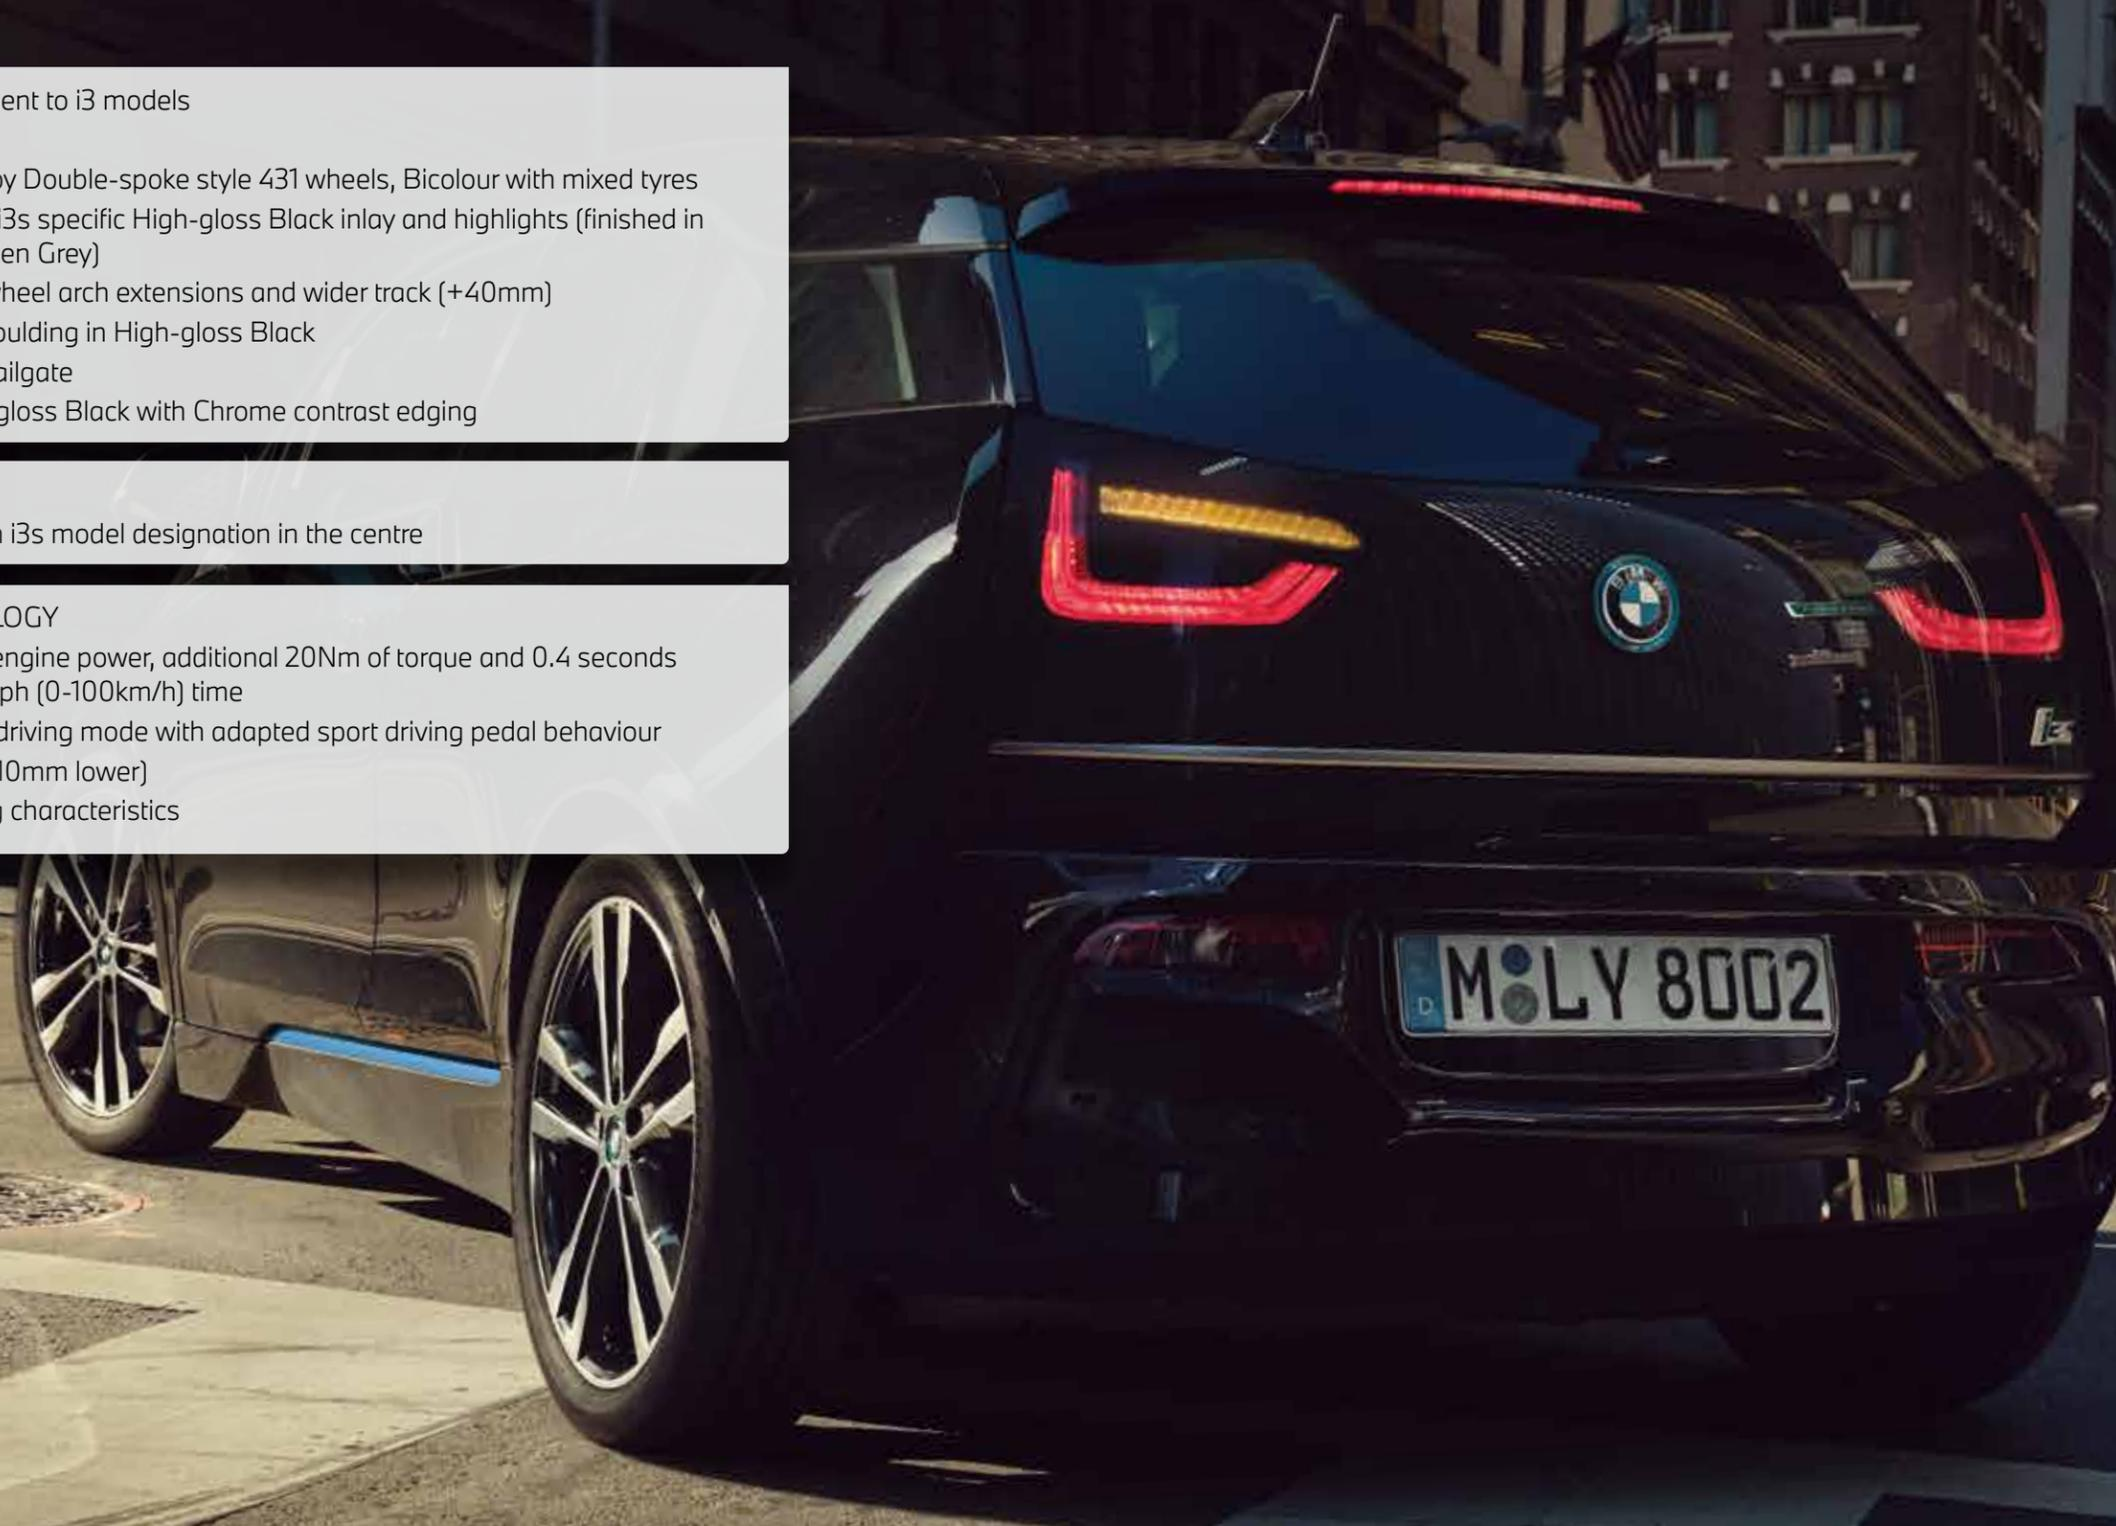 ent to i3 models
by Double-spoke style 431 wheels, Bicolour with mixed tyres
i3s specific High-gloss Black inlay and highlights (finished in
en Grey)
heel arch extensions and wider track (+40mm)
oulding in High-gloss Black
ailgate
gloss Black with Chrome contrast edging
i3s model designation in the centre
LOGY
engine power, additional 20Nm of torque and 0.4 seconds
ph (0-100km/h) time
driving mode with adapted sport driving pedal behaviour
10mm lower)
g characteristics
BMW
i3
D M LY 8002